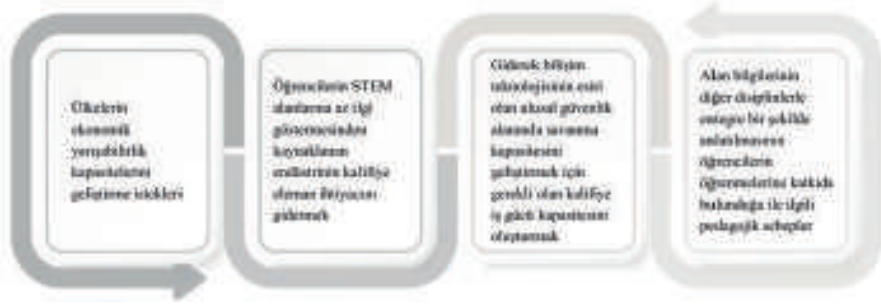 Ülkelerin
ekonomik
yarışabilirlik
kapasitelerini
geliştirme istekleri
Öğrencilerin STEM
alanlarına az ilgi
göstermesinden
kaynaklanan
endüstrinin kalifiye
eleman ihtiyacını
gidermek
Giderek bilişim
teknolojisinin esiri
olan ulusal güvenlik
alanında savunma
kapasitesini
geliştirmek için
gerekli olan kalifiye
iş gücü kapasitesini
oluşturmak
Alan bilgilerinin
diğer disiplinlerle
entegre bir şekilde
anlatılmasının
öğrencilerin
öğrenmelerine katkıda
bulunduğu ile ilgili
pedagojik sebepler